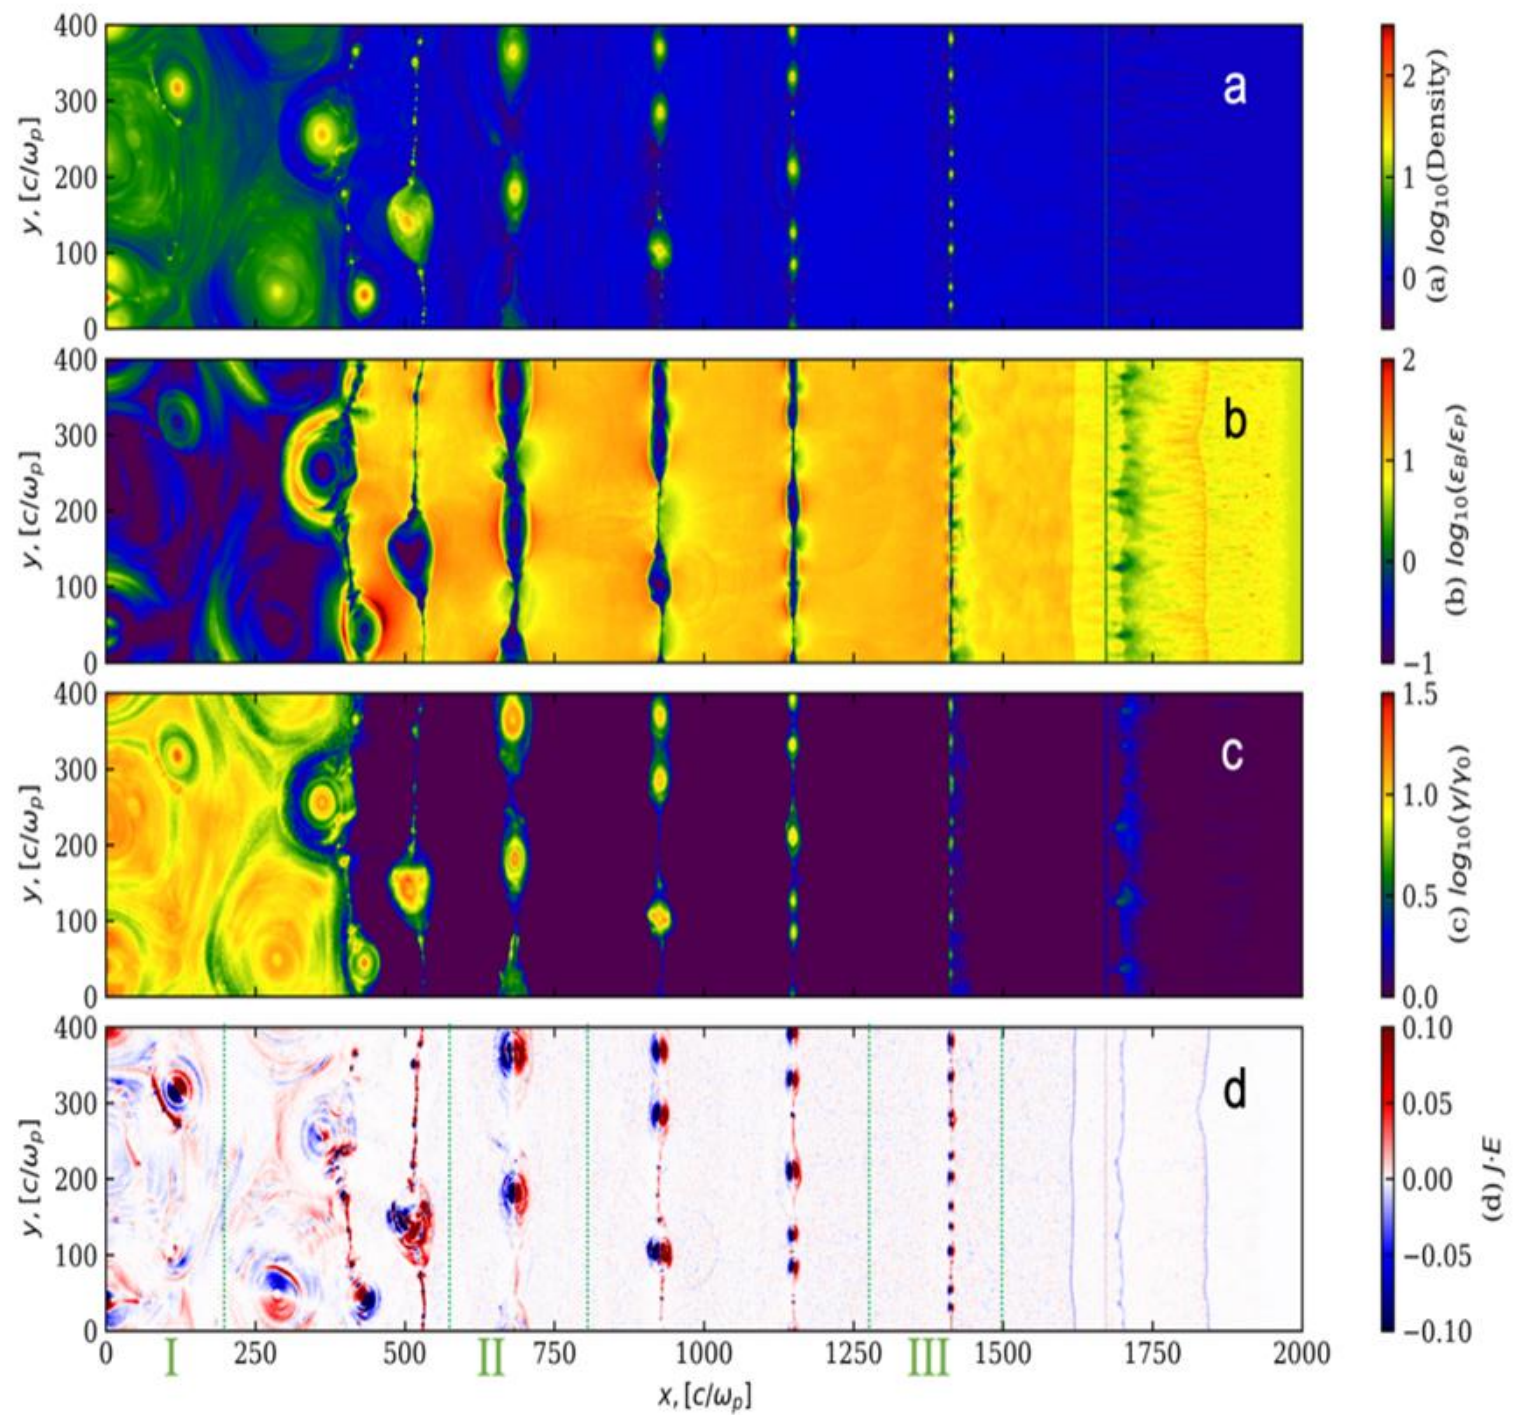 400
300
200
100
0
y, [c/ωₚ]
a
2
1
0
(a) log₁₀(Density)
400
300
200
100
0
y, [c/ωₚ]
b
2
1
0
−1
(b) log₁₀(ε_B/ε_P)
400
300
200
100
0
y, [c/ωₚ]
c
1.5
1.0
0.5
0.0
(c) log₁₀(γ/γ₀)
400
300
200
100
0
y, [c/ωₚ]
d
0.10
0.05
0.00
−0.05
−0.10
(d) J·E
0 250 500 750 1000 1250 1500 1750 2000
I II III
x, [c/ωₚ]